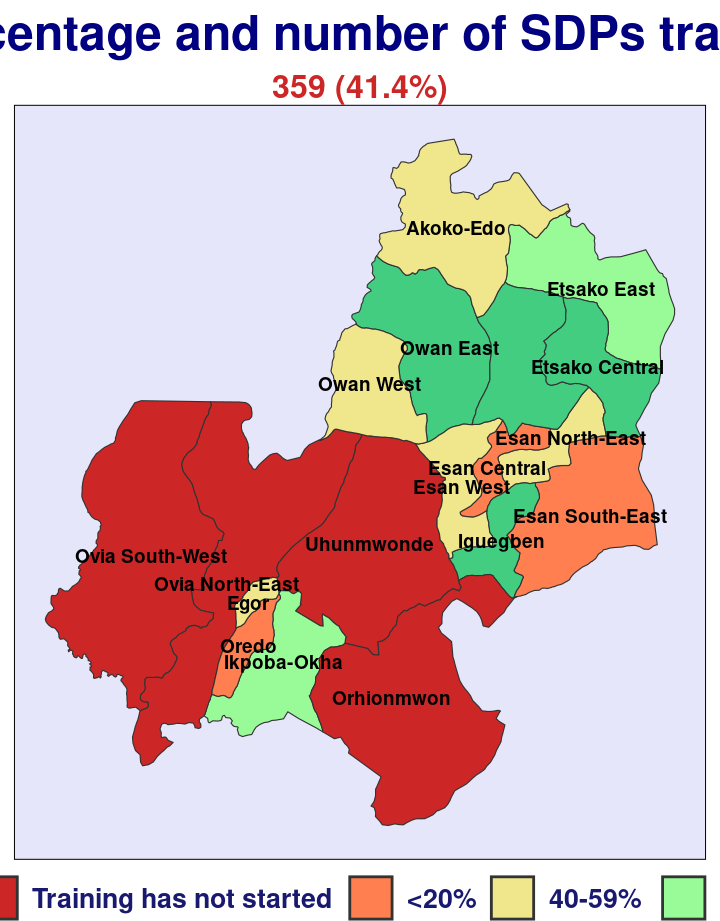 centage and number of SDPs tra
359 (41.4%)
Akoko-Edo
Etsako East
Owan East
Etsako Central
Owan West
Esan North-East
Esan Central
Esan West
Esan South-East
Iguegben
Uhunmwonde
Ovia South-West
Ovia North-East
Egor
Oredo
Ikpoba-Okha
Orhionmwon
Training has not started <20% 40-59%